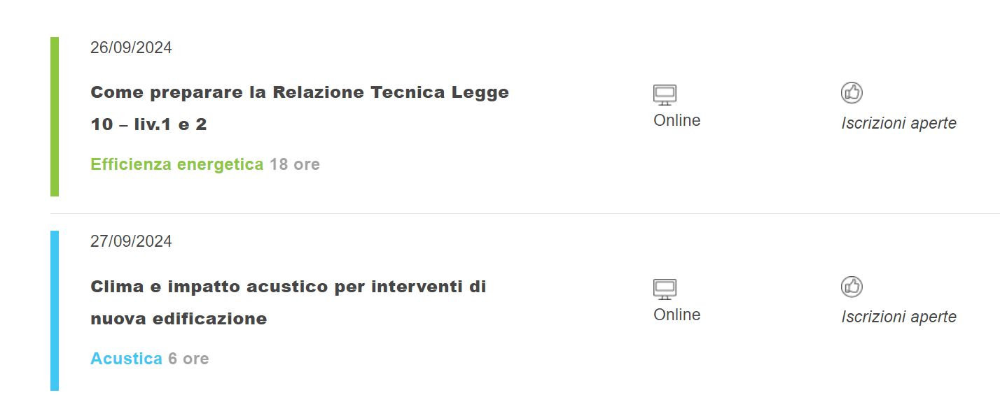 26/09/2024
Come preparare la Relazione Tecnica Legge
10 – liv.1 e 2
Efficienza energetica 18 ore
Online
Iscrizioni aperte
27/09/2024
Clima e impatto acustico per interventi di
nuova edificazione
Acustica 6 ore
Online
Iscrizioni aperte